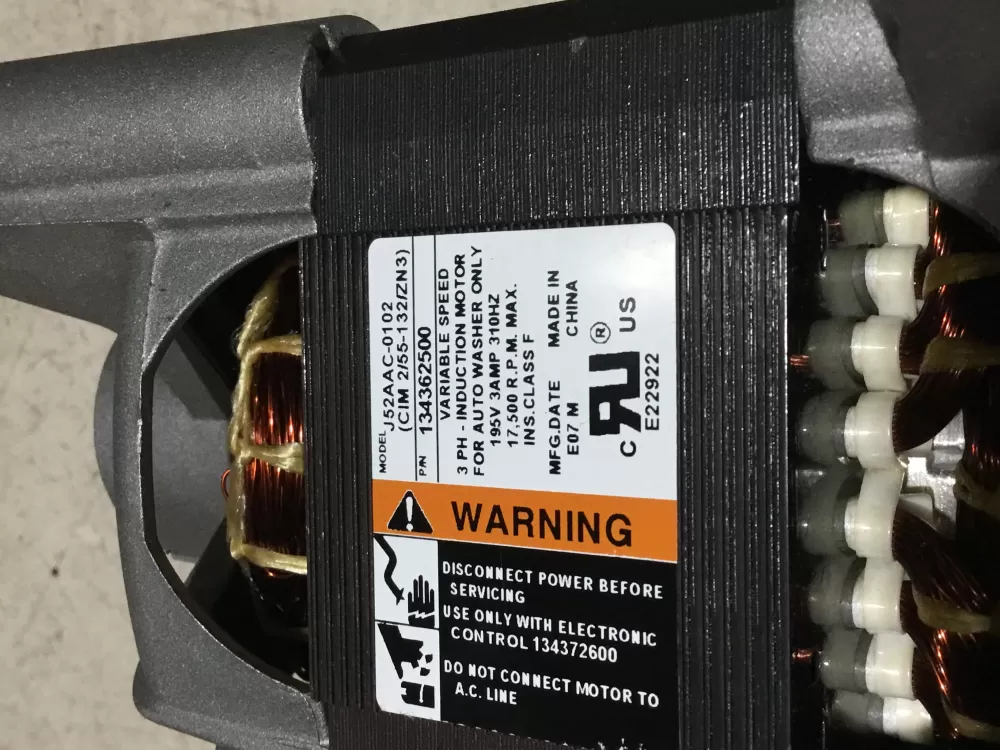 MODEL J52AAC-0102
(CIM 2/55-132/ZN3)
P/N 134362500
VARIABLE SPEED
3 PH - INDUCTION MOTOR
FOR AUTO WASHER ONLY
195V 3AMP 310HZ
17,500 R.P.M. MAX.
INS.CLASS F
MFG.DATE MADE IN
E07 M CHINA
C RU ® US
E22922
WARNING
DISCONNECT POWER BEFORE
SERVICING
USE ONLY WITH ELECTRONIC
CONTROL 134372600
DO NOT CONNECT MOTOR TO
A.C. LINE